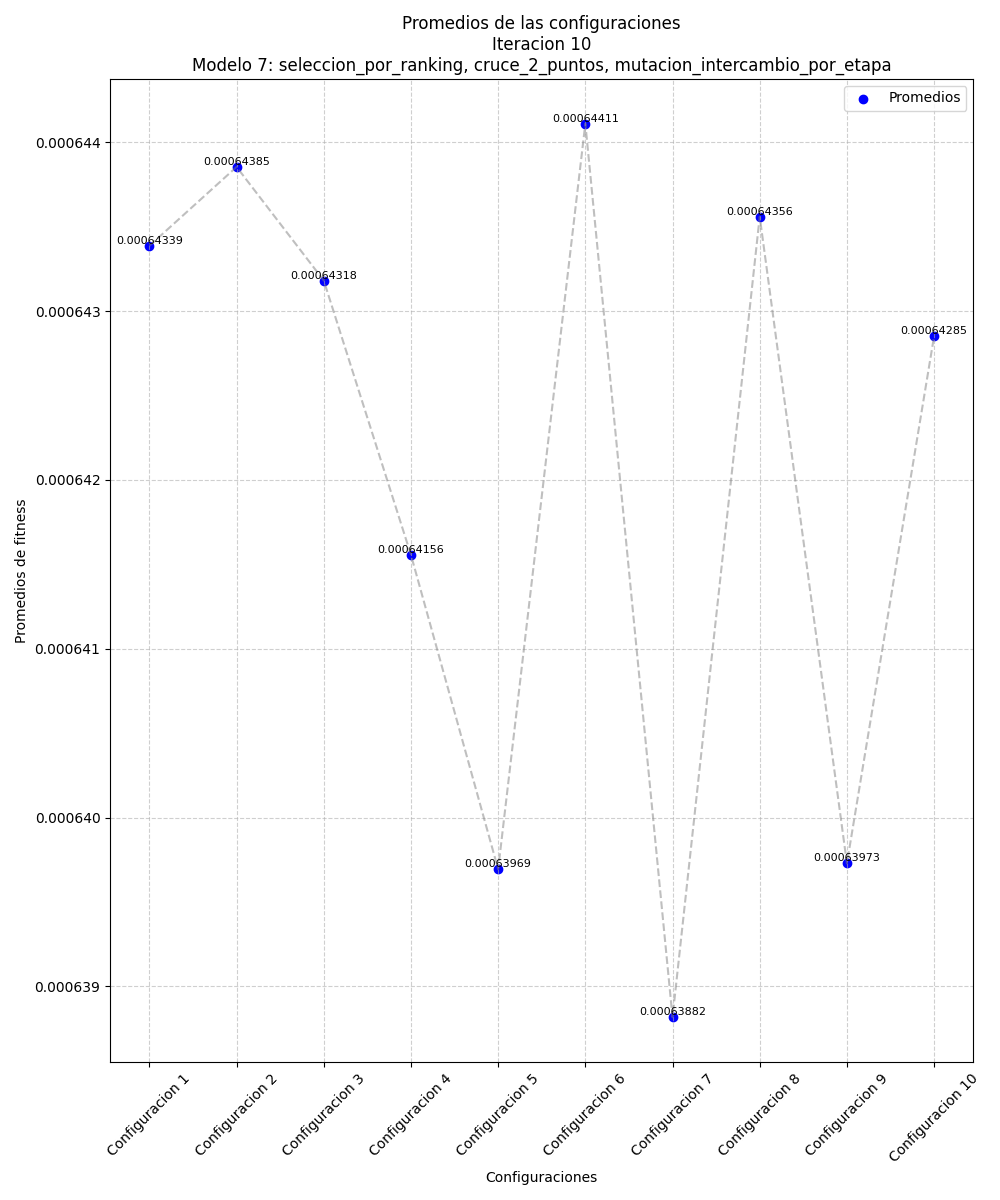 Promedios de las configuraciones
Iteracion 10
Modelo 7: seleccion_por_ranking, cruce_2_puntos, mutacion_intercambio_por_etapa
Promedios
0.00064411
0.000644
0.00064385
0.00064356
0.00064339
0.00064318
0.000643
0.00064285
0.000642
0.00064156
0.000641
0.000640
0.00063973
0.00063969
0.000639
0.00063882
Promedios de fitness
Configuracion 1
Configuracion 2
Configuracion 3
Configuracion 4
Configuracion 5
Configuracion 6
Configuracion 7
Configuracion 8
Configuracion 9
Configuracion 10
Configuraciones